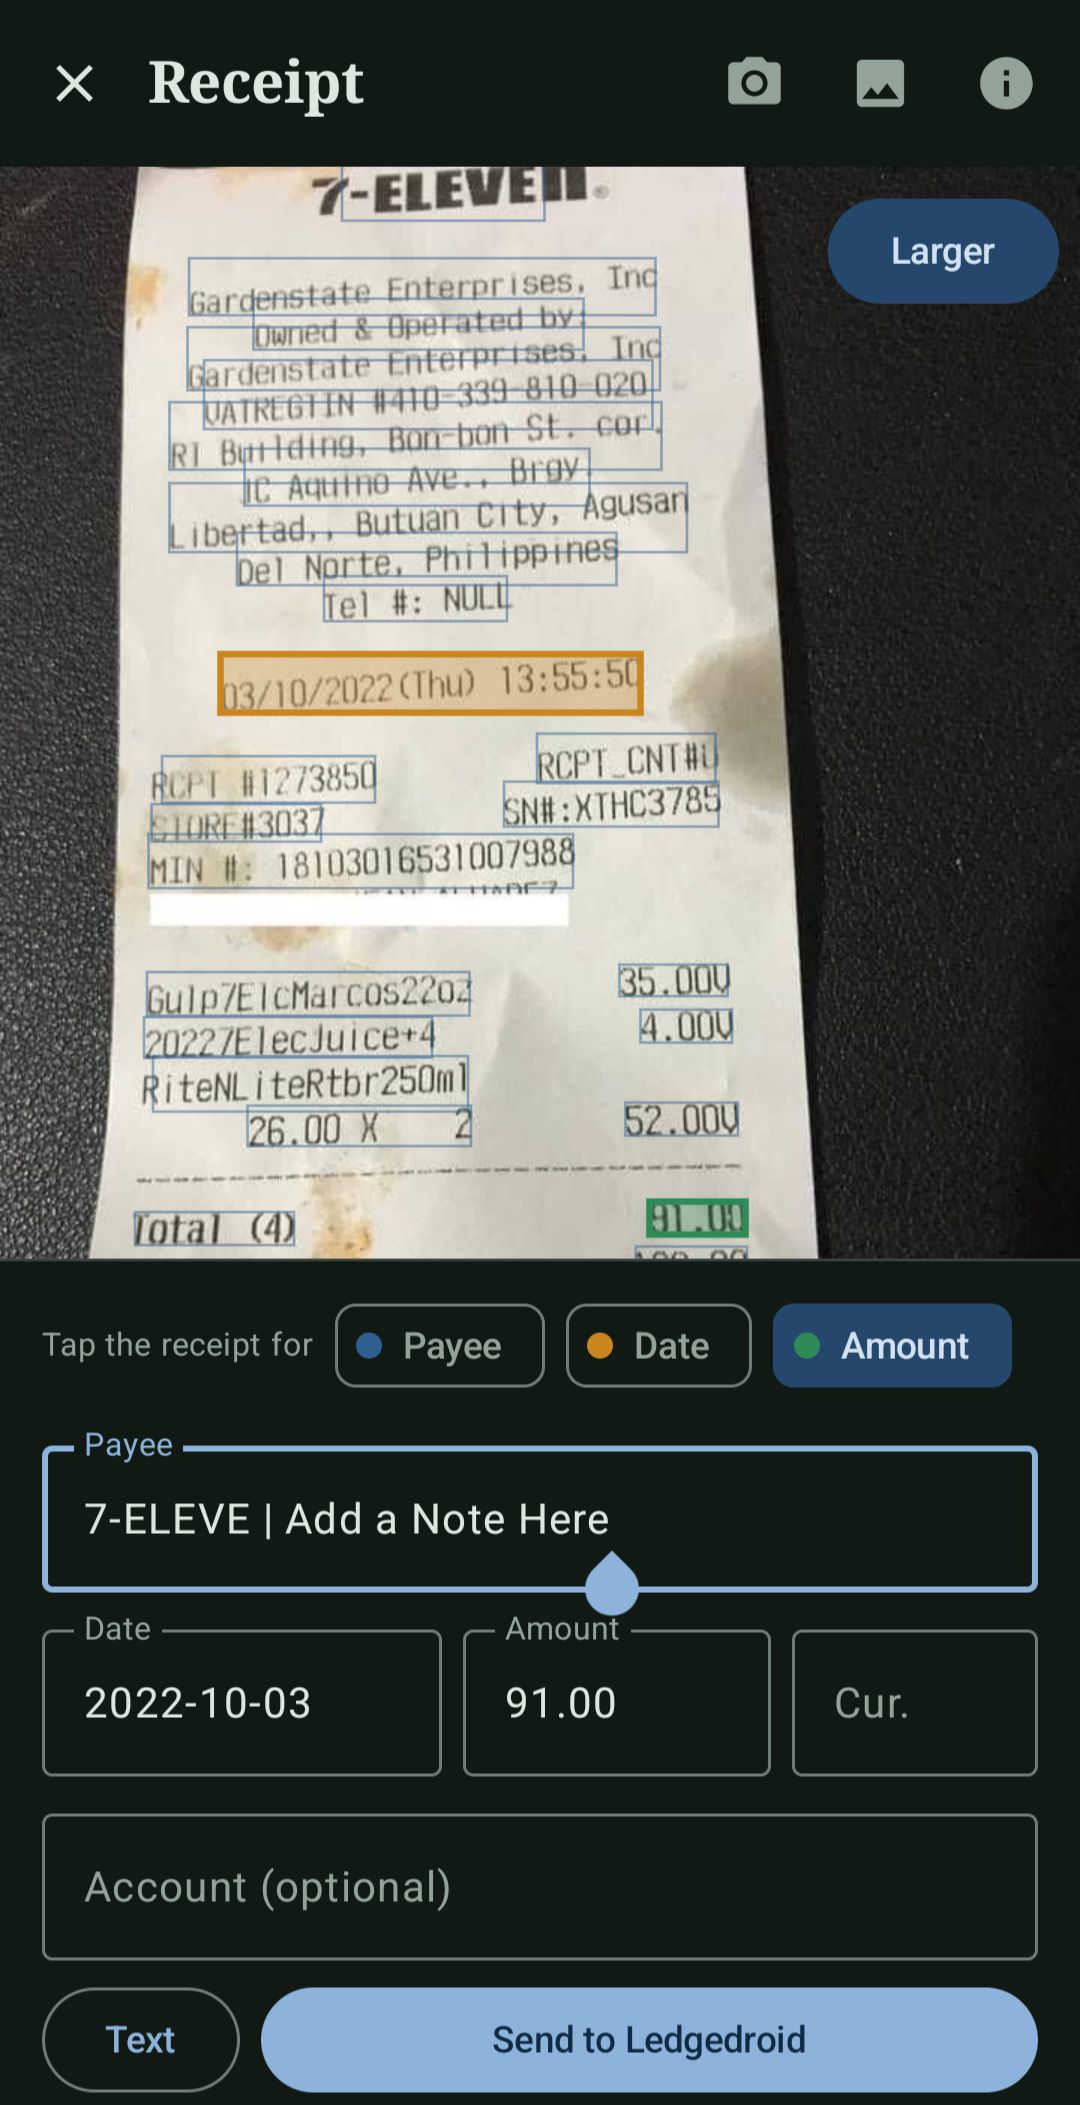 Receipt
7-ELEVEn
Larger
Gardenstate Enterprises, Inc
Owned & Operated by:
Gardenstate Enterprises, Inc
VATREGTIN #410-339-810-020
RI Building, Bon-bon St. cor.
JC Aquino Ave., Brgy.
Libertad,, Butuan City, Agusan
Del Norte, Philippines
Tel #: NULL
03/10/2022(Thu) 13:55:50
RCPT #1273850 RCPT_CNT#0
STORE#3037 SN#:XTHC3785
MIN #: 18103016531007988
Gulp7ElcMarcos22oz 35.00V
20227ElecJuice+4 4.00V
RiteNLiteRtbr250ml
26.00 X 2 52.00V
Total (4) 91.00
Tap the receipt for Payee Date Amount
Payee
7-ELEVE | Add a Note Here
Date Amount
2022-10-03 91.00 Cur.
Account (optional)
Text Send to Ledgedroid